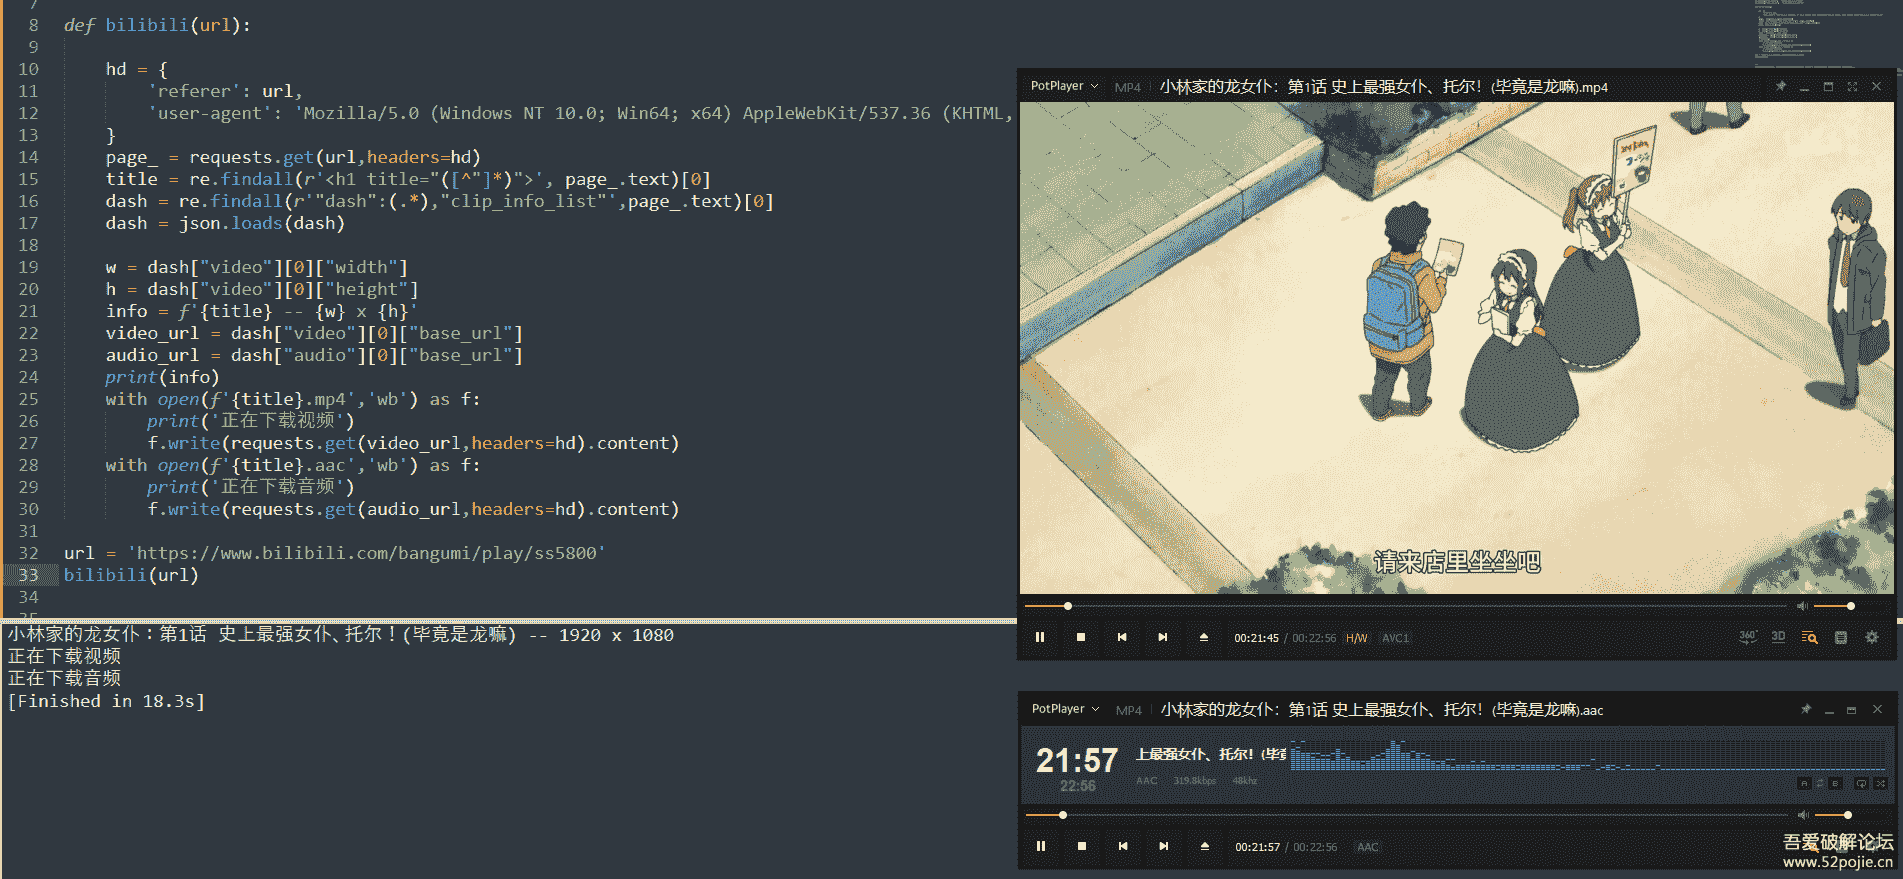 7
8 def bilibili(url):
9
10 hd = {
11 'referer': url,
12 'user-agent': 'Mozilla/5.0 (Windows NT 10.0; Win64; x64) AppleWebKit/537.36 (KHTML,
13 }
14 page_ = requests.get(url,headers=hd)
15 title = re.findall(r'<h1 title="([^"]*)">', page_.text)[0]
16 dash = re.findall(r'"dash":(.*),"clip_info_list"',page_.text)[0]
17 dash = json.loads(dash)
18
19 w = dash["video"][0]["width"]
20 h = dash["video"][0]["height"]
21 info = f'{title} -- {w} x {h}'
22 video_url = dash["video"][0]["base_url"]
23 audio_url = dash["audio"][0]["base_url"]
24 print(info)
25 with open(f'{title}.mp4','wb') as f:
26 print('正在下载视频')
27 f.write(requests.get(video_url,headers=hd).content)
28 with open(f'{title}.aac','wb') as f:
29 print('正在下载音频')
30 f.write(requests.get(audio_url,headers=hd).content)
31
32 url = 'https://www.bilibili.com/bangumi/play/ss5800'
33 bilibili(url)
34
35
小林家的龙女仆：第1话 史上最强女仆、托尔！(毕竟是龙嘛) -- 1920 x 1080
正在下载视频
正在下载音频
[Finished in 18.3s]
PotPlayer MP4 小林家的龙女仆：第1话 史上最强女仆、托尔！(毕竟是龙嘛).mp4
请来店里坐坐吧
00:21:45 / 00:22:56 H/W AVC1 360° 3D
PotPlayer MP4 小林家的龙女仆：第1话 史上最强女仆、托尔！(毕竟是龙嘛).aac
21:57 上最强女仆、托尔！(毕竟
22:56 AAC 319.8kbps 48khz
A B
00:21:57 / 00:22:56 AAC
吾爱破解论坛
www.52pojie.cn